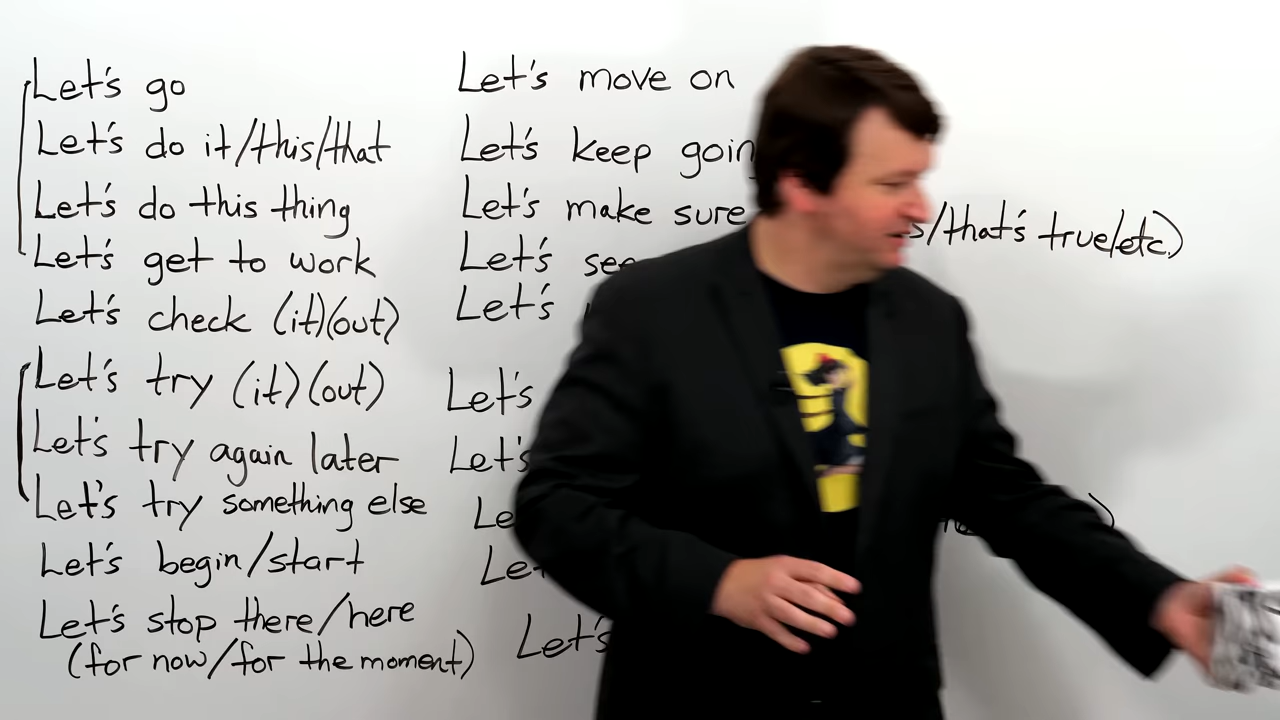 Let's go
Let's do it/this/that
Let's do this thing
Let's get to work
Let's check (it)(out)
Let's try (it)(out)
Let's try again later
Let's try something else
Let's begin/start
Let's stop there/here
(for now/for the moment)
Let's move on
Let's keep
Let's make sure
/that's true/etc.)
Let's
Let's
Let's
Let's
Let's